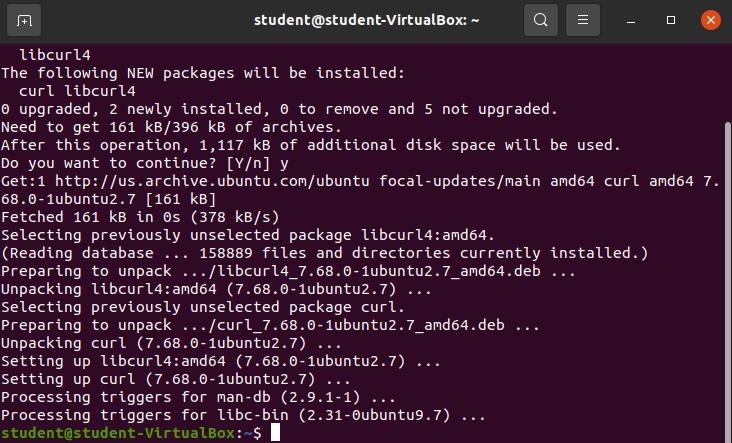 student@student-VirtualBox: ~
  libcurl4
The following NEW packages will be installed:
  curl libcurl4
0 upgraded, 2 newly installed, 0 to remove and 5 not upgraded.
Need to get 161 kB/396 kB of archives.
After this operation, 1,117 kB of additional disk space will be used.
Do you want to continue? [Y/n] y
Get:1 http://us.archive.ubuntu.com/ubuntu focal-updates/main amd64 curl amd64 7.
68.0-1ubuntu2.7 [161 kB]
Fetched 161 kB in 0s (378 kB/s)
Selecting previously unselected package libcurl4:amd64.
(Reading database ... 158889 files and directories currently installed.)
Preparing to unpack .../libcurl4_7.68.0-1ubuntu2.7_amd64.deb ...
Unpacking libcurl4:amd64 (7.68.0-1ubuntu2.7) ...
Selecting previously unselected package curl.
Preparing to unpack .../curl_7.68.0-1ubuntu2.7_amd64.deb ...
Unpacking curl (7.68.0-1ubuntu2.7) ...
Setting up libcurl4:amd64 (7.68.0-1ubuntu2.7) ...
Setting up curl (7.68.0-1ubuntu2.7) ...
Processing triggers for man-db (2.9.1-1) ...
Processing triggers for libc-bin (2.31-0ubuntu9.7) ...
student@student-VirtualBox:~$